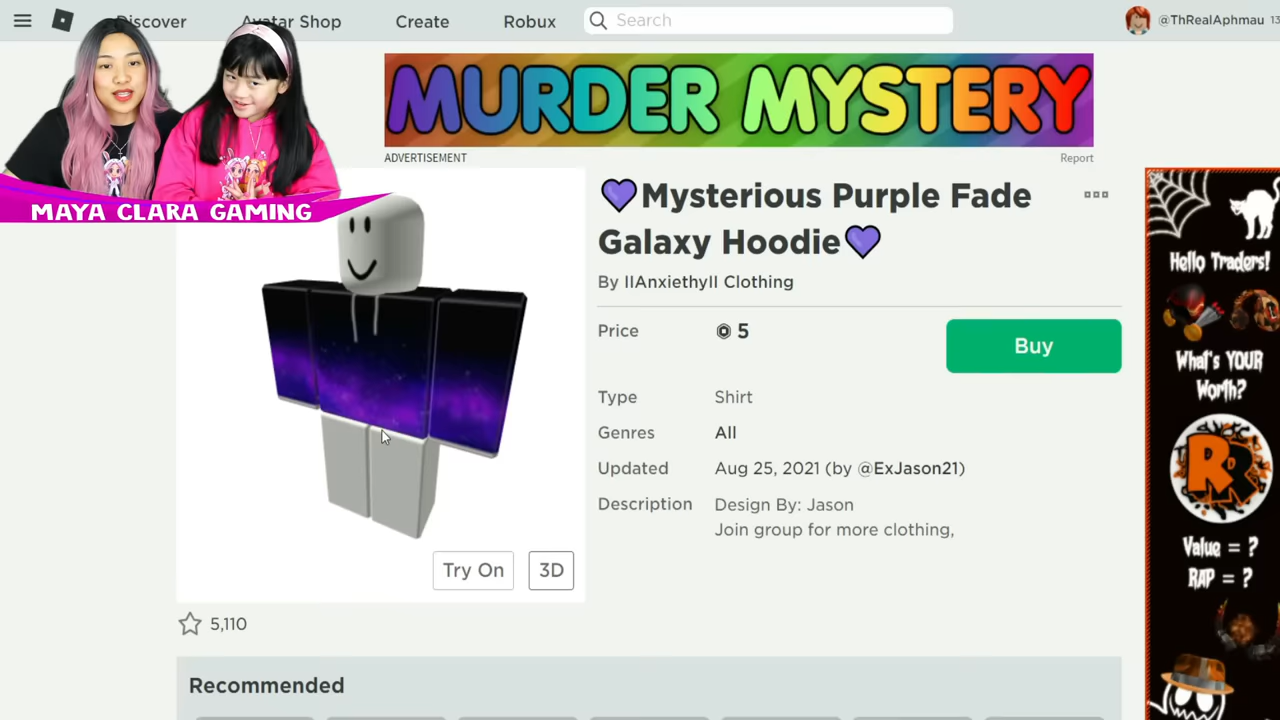 Discover Avatar Shop Create Robux Search @ThRealAphmau 13
MURDER MYSTERY
ADVERTISEMENT Report
MAYA CLARA GAMING
💜Mysterious Purple Fade
Galaxy Hoodie💜
By IIAnxiethyII Clothing
Price 5
Buy
Type Shirt
Genres All
Updated Aug 25, 2021 (by @ExJason21)
Description Design By: Jason
Join group for more clothing,
Try On 3D
5,110
Recommended
Hello Traders!
What's YOUR
Worth?
R
Value = ?
RAP = ?